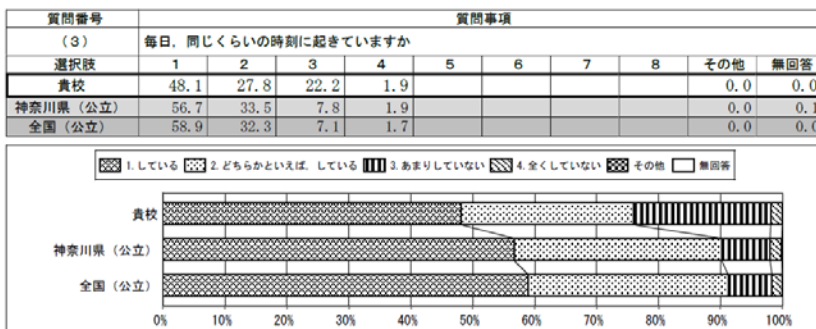 質問番号 質問事項
（3） 毎日，同じくらいの時刻に起きていますか
選択肢 1 2 3 4 5 6 7 8 その他 無回答
貴校 48.1 27.8 22.2 1.9 0.0 0.0
神奈川県（公立） 56.7 33.5 7.8 1.9 0.0 0.1
全国（公立） 58.9 32.3 7.1 1.7 0.0 0.0
1.している 2.どちらかといえば，している 3.あまりしていない 4.全くしていない その他 無回答
貴校
神奈川県（公立）
全国（公立）
0% 10% 20% 30% 40% 50% 60% 70% 80% 90% 100%